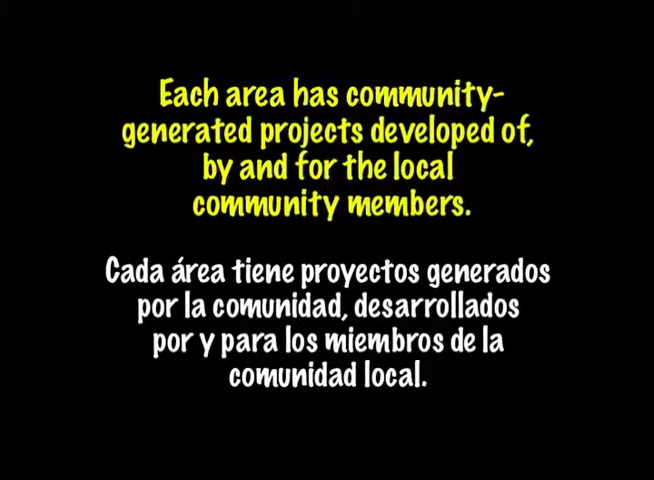 Each area has community-
generated projects developed of,
by and for the local
community members.
Cada área tiene proyectos generados
por la comunidad, desarrollados
por y para los miembros de la
comunidad local.